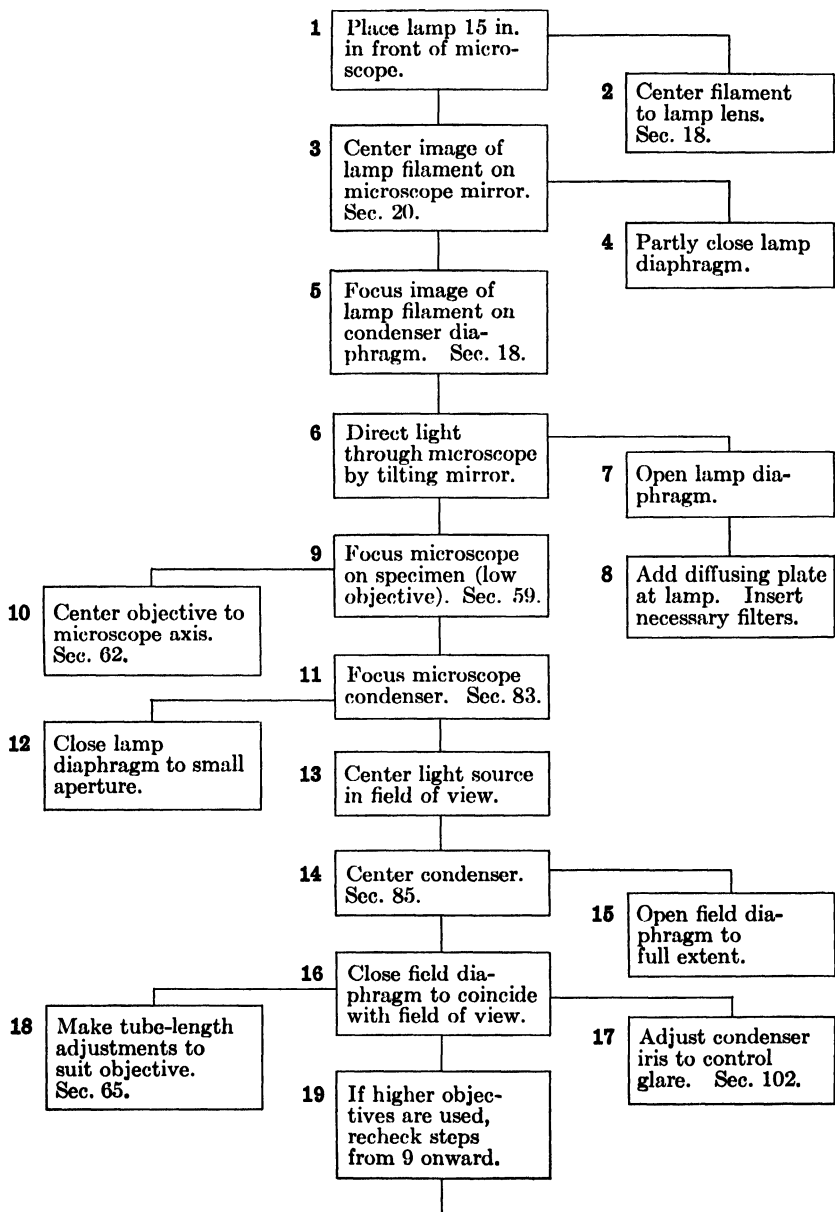 1 Place lamp 15 in.
in front of micro-
scope.
2 Center filament
to lamp lens.
Sec. 18.
3 Center image of
lamp filament on
microscope mirror.
Sec. 20.
4 Partly close lamp
diaphragm.
5 Focus image of
lamp filament on
condenser dia-
phragm. Sec. 18.
6 Direct light
through microscope
by tilting mirror.
7 Open lamp dia-
phragm.
8 Add diffusing plate
at lamp. Insert
necessary filters.
9 Focus microscope
on specimen (low
objective). Sec. 59.
10 Center objective to
microscope axis.
Sec. 62.
11 Focus microscope
condenser. Sec. 83.
12 Close lamp
diaphragm to small
aperture.
13 Center light source
in field of view.
14 Center condenser.
Sec. 85.
15 Open field dia-
phragm to
full extent.
16 Close field dia-
phragm to coincide
with field of view.
17 Adjust condenser
iris to control
glare. Sec. 102.
18 Make tube-length
adjustments to
suit objective.
Sec. 65.
19 If higher objec-
tives are used,
recheck steps
from 9 onward.